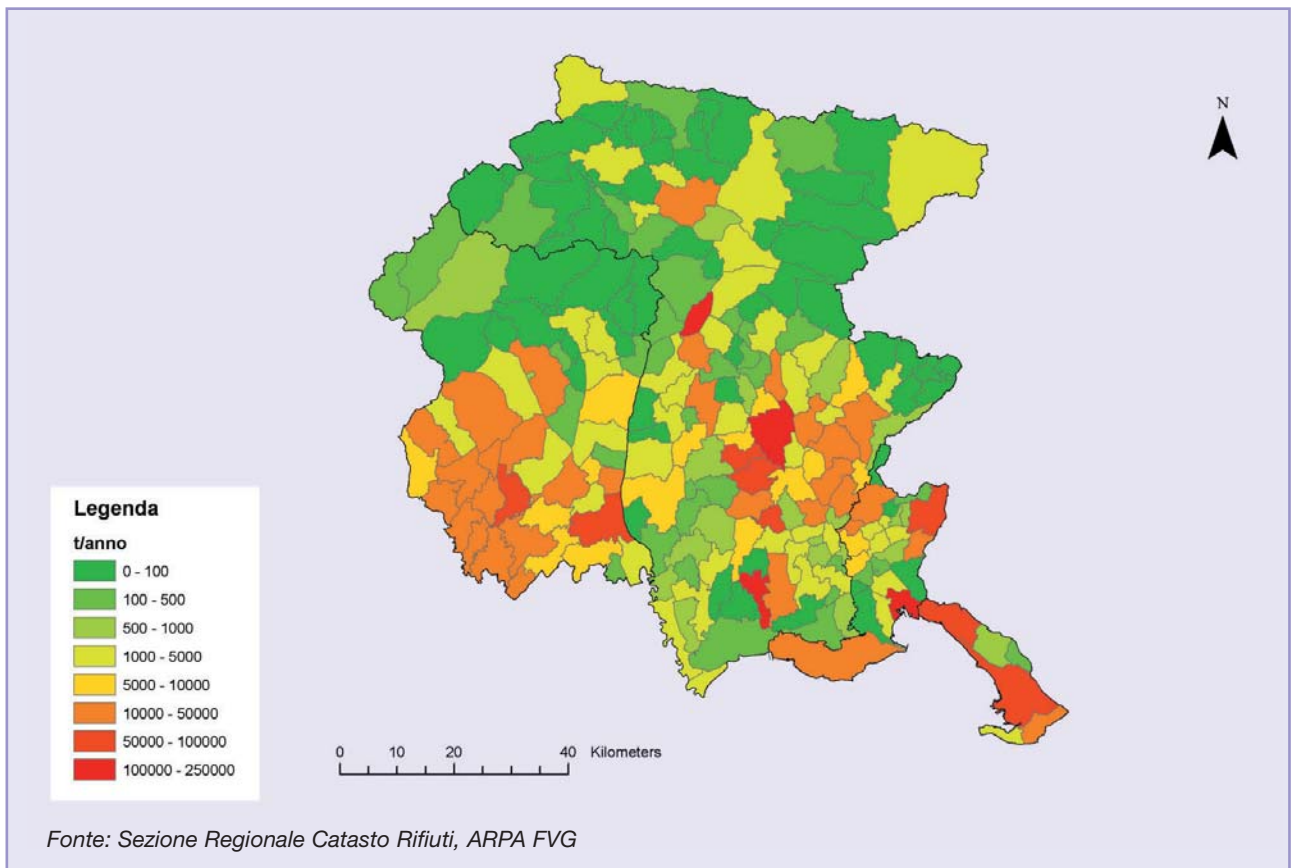 N
Legenda
t/anno
0 - 100
100 - 500
500 - 1000
1000 - 5000
5000 - 10000
10000 - 50000
50000 - 100000
100000 - 250000
0 10 20 40 Kilometers
Fonte: Sezione Regionale Catasto Rifiuti, ARPA FVG